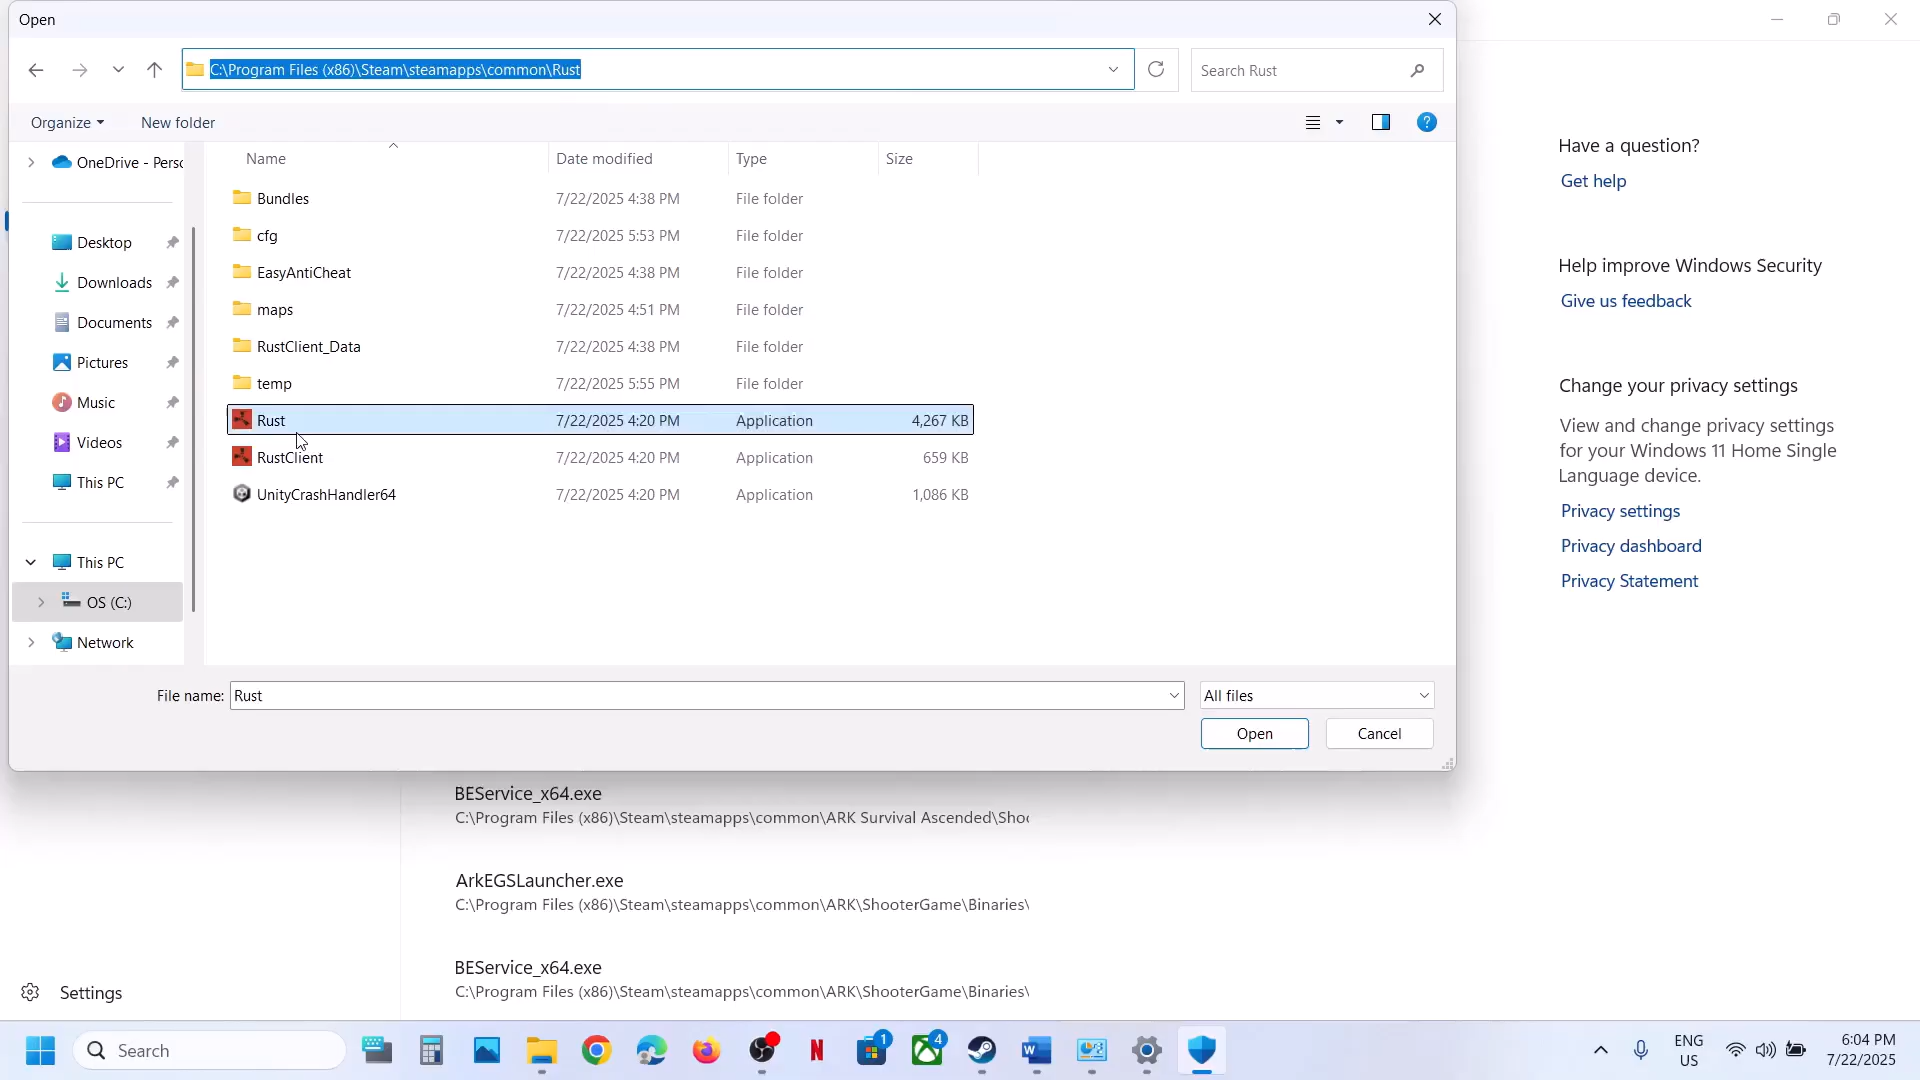 Open
C:\Program Files (x86)\Steam\steamapps\common\Rust
Search Rust
Organize
New folder
?
OneDrive - Perso
Desktop
Downloads
Documents
Pictures
Music
Videos
This PC
This PC
OS (C:)
Network
Name Date modified Type Size
Bundles 7/22/2025 4:38 PM File folder
cfg 7/22/2025 5:53 PM File folder
EasyAntiCheat 7/22/2025 4:38 PM File folder
maps 7/22/2025 4:51 PM File folder
RustClient_Data 7/22/2025 4:38 PM File folder
temp 7/22/2025 5:55 PM File folder
Rust 7/22/2025 4:20 PM Application 4,267 KB
RustClient 7/22/2025 4:20 PM Application 659 KB
UnityCrashHandler64 7/22/2025 4:20 PM Application 1,086 KB
File name: Rust
All files
Open
Cancel
Have a question?
Get help
Help improve Windows Security
Give us feedback
Change your privacy settings
View and change privacy settings
for your Windows 11 Home Single
Language device.
Privacy settings
Privacy dashboard
Privacy Statement
BEService_x64.exe
C:\Program Files (x86)\Steam\steamapps\common\ARK Survival Ascended\Shoo
ArkEGSLauncher.exe
C:\Program Files (x86)\Steam\steamapps\common\ARK\ShooterGame\Binaries\
BEService_x64.exe
C:\Program Files (x86)\Steam\steamapps\common\ARK\ShooterGame\Binaries\
Settings
Search
N
1
4
W
ENG
US
6:04 PM
7/22/2025